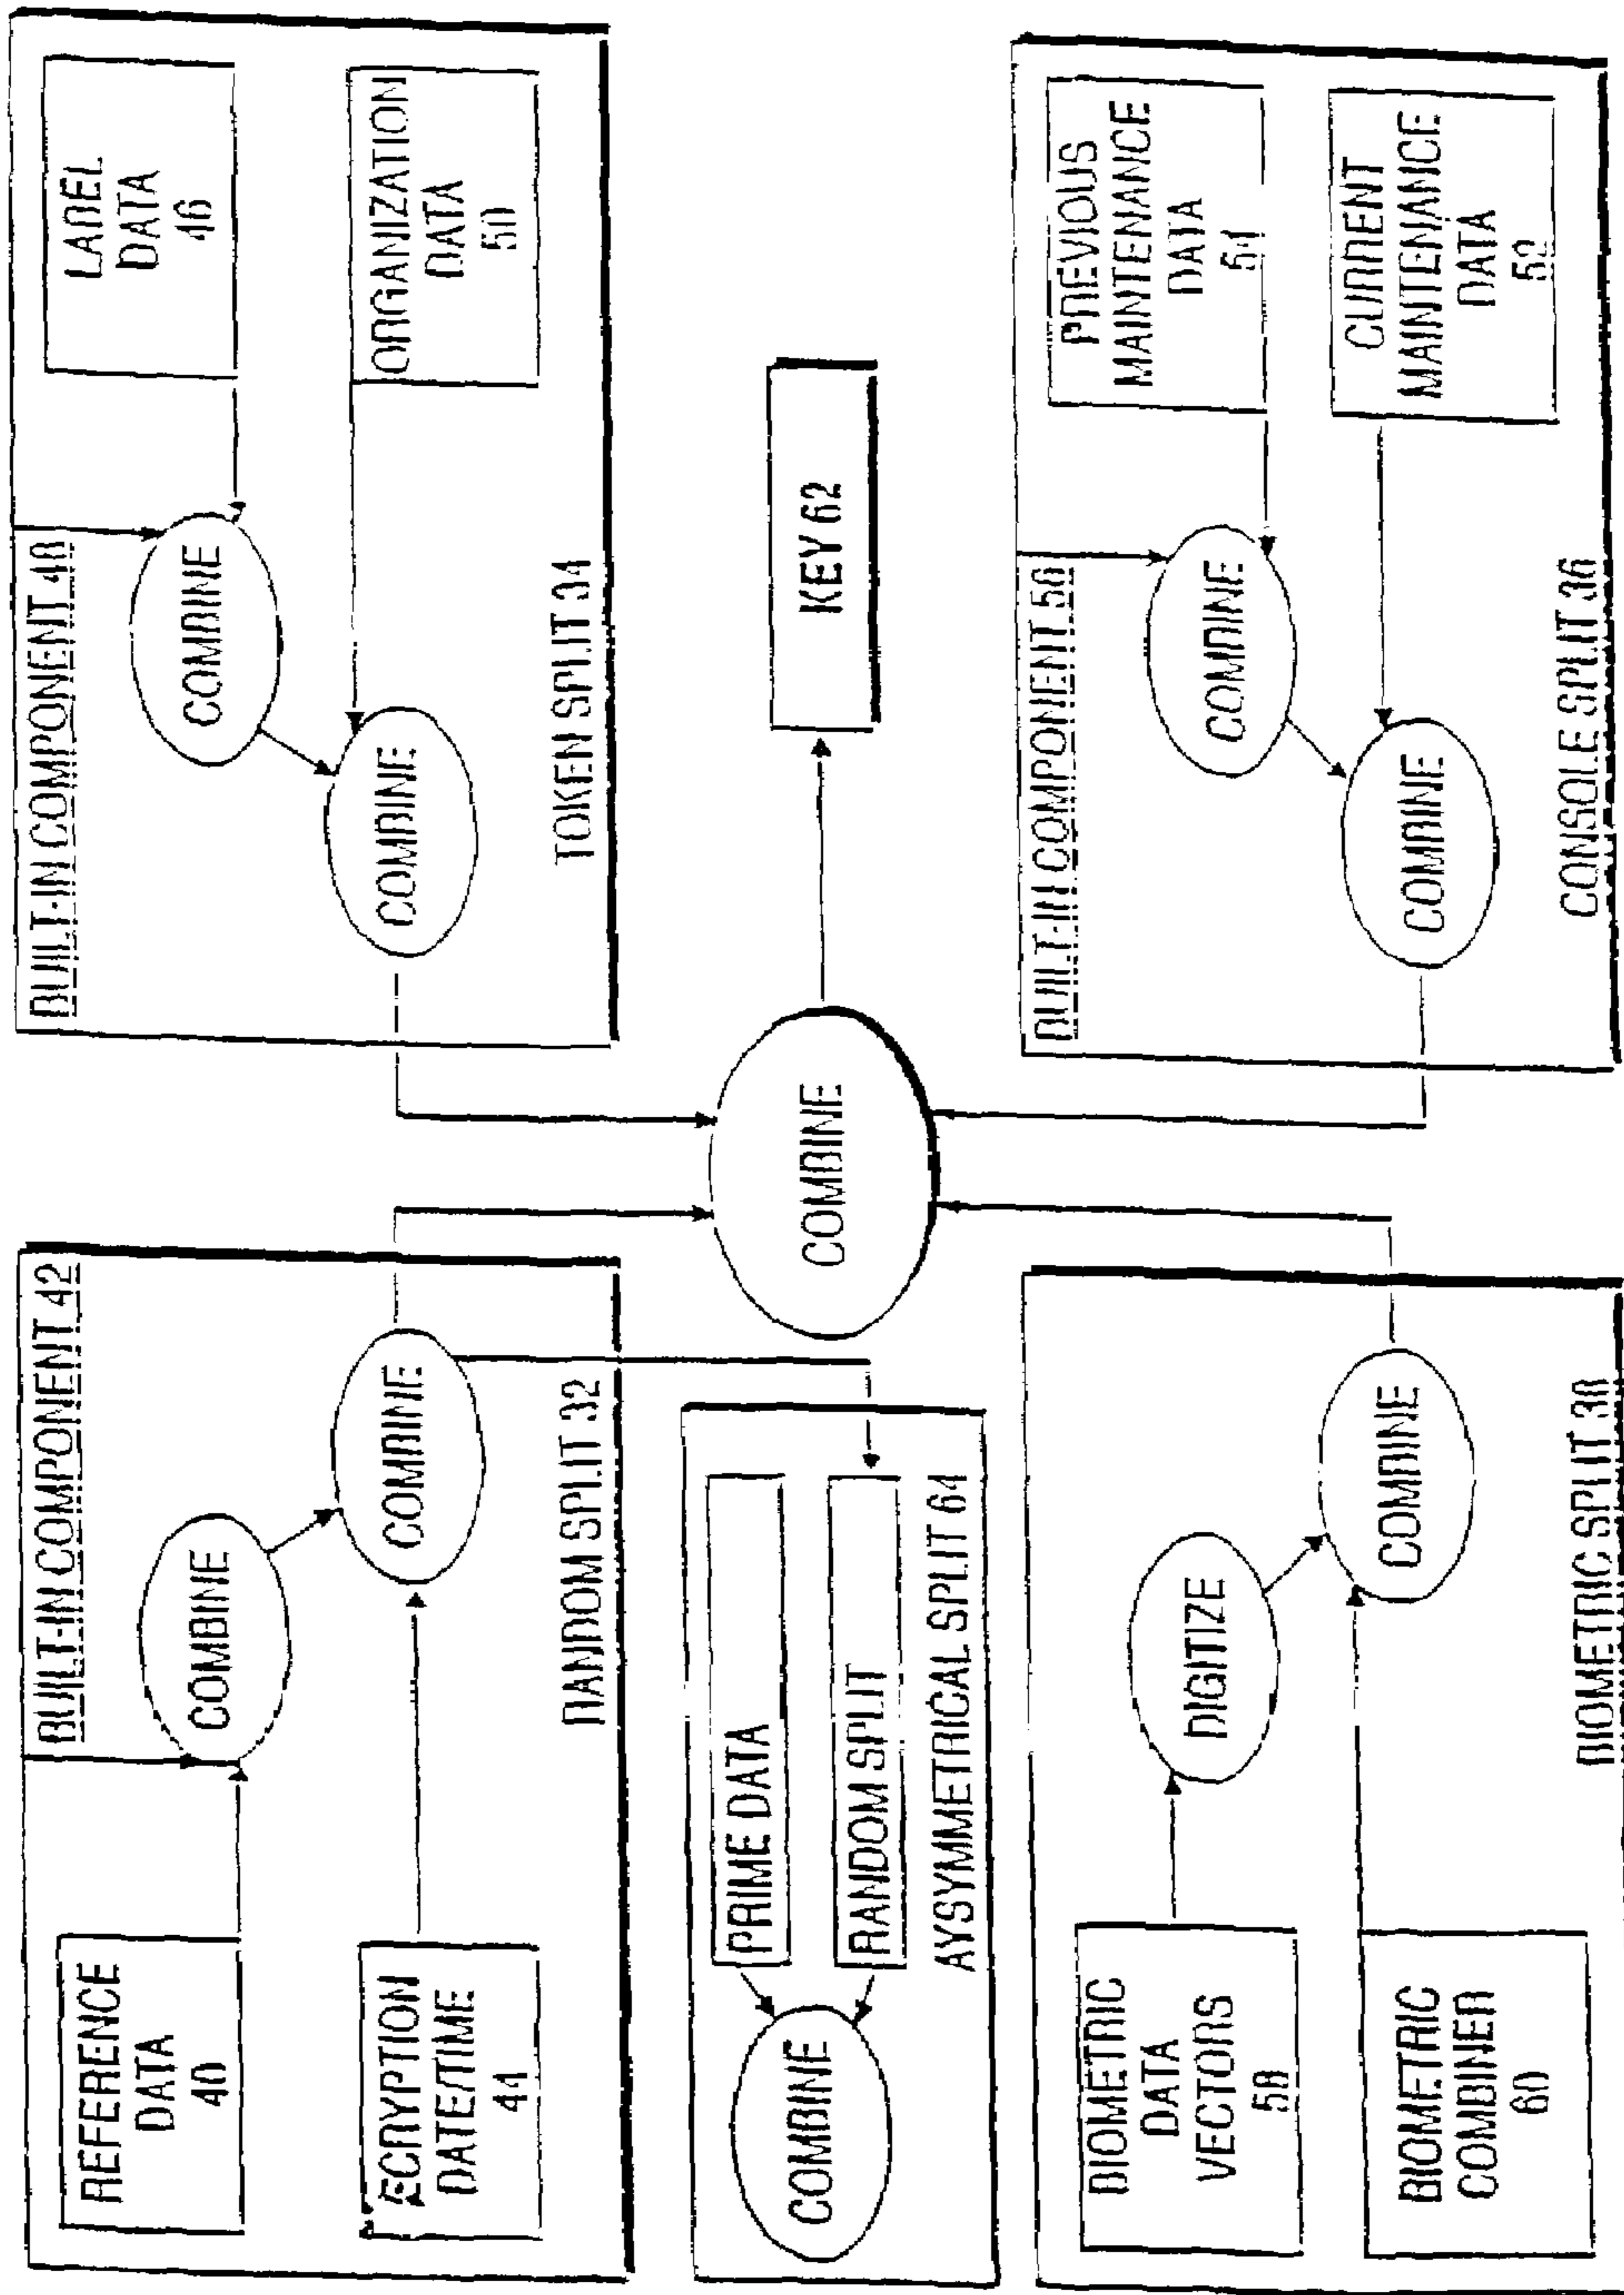 BUILT-IN COMPONENT 42
REFERENCE
DATA
40
COMBINE
ECRYPTION
DATE/TIME
44
COMBINE
RANDOM SPLIT 32
BUILT-IN COMPONENT 48
COMBINE
LABEL
DATA
46
COMBINE
ORGANIZATION
DATA
50
TOKEN SPLIT 34
PRIME DATA
COMBINE
RANDOM SPLIT
AYSYMMETRICAL SPLIT 64
COMBINE
KEY 62
BIOMETRIC
DATA
VECTORS
58
DIGITIZE
BIOMETRIC
COMBINER
60
COMBINE
BIOMETRIC SPLIT 38
BUILT-IN COMPONENT
COMBINE
PREVIOUS
MAINTENANCE
DATA
54
COMBINE
CURRENT
MAINTENANCE
DATA
52
CONSOLE SPLIT 36